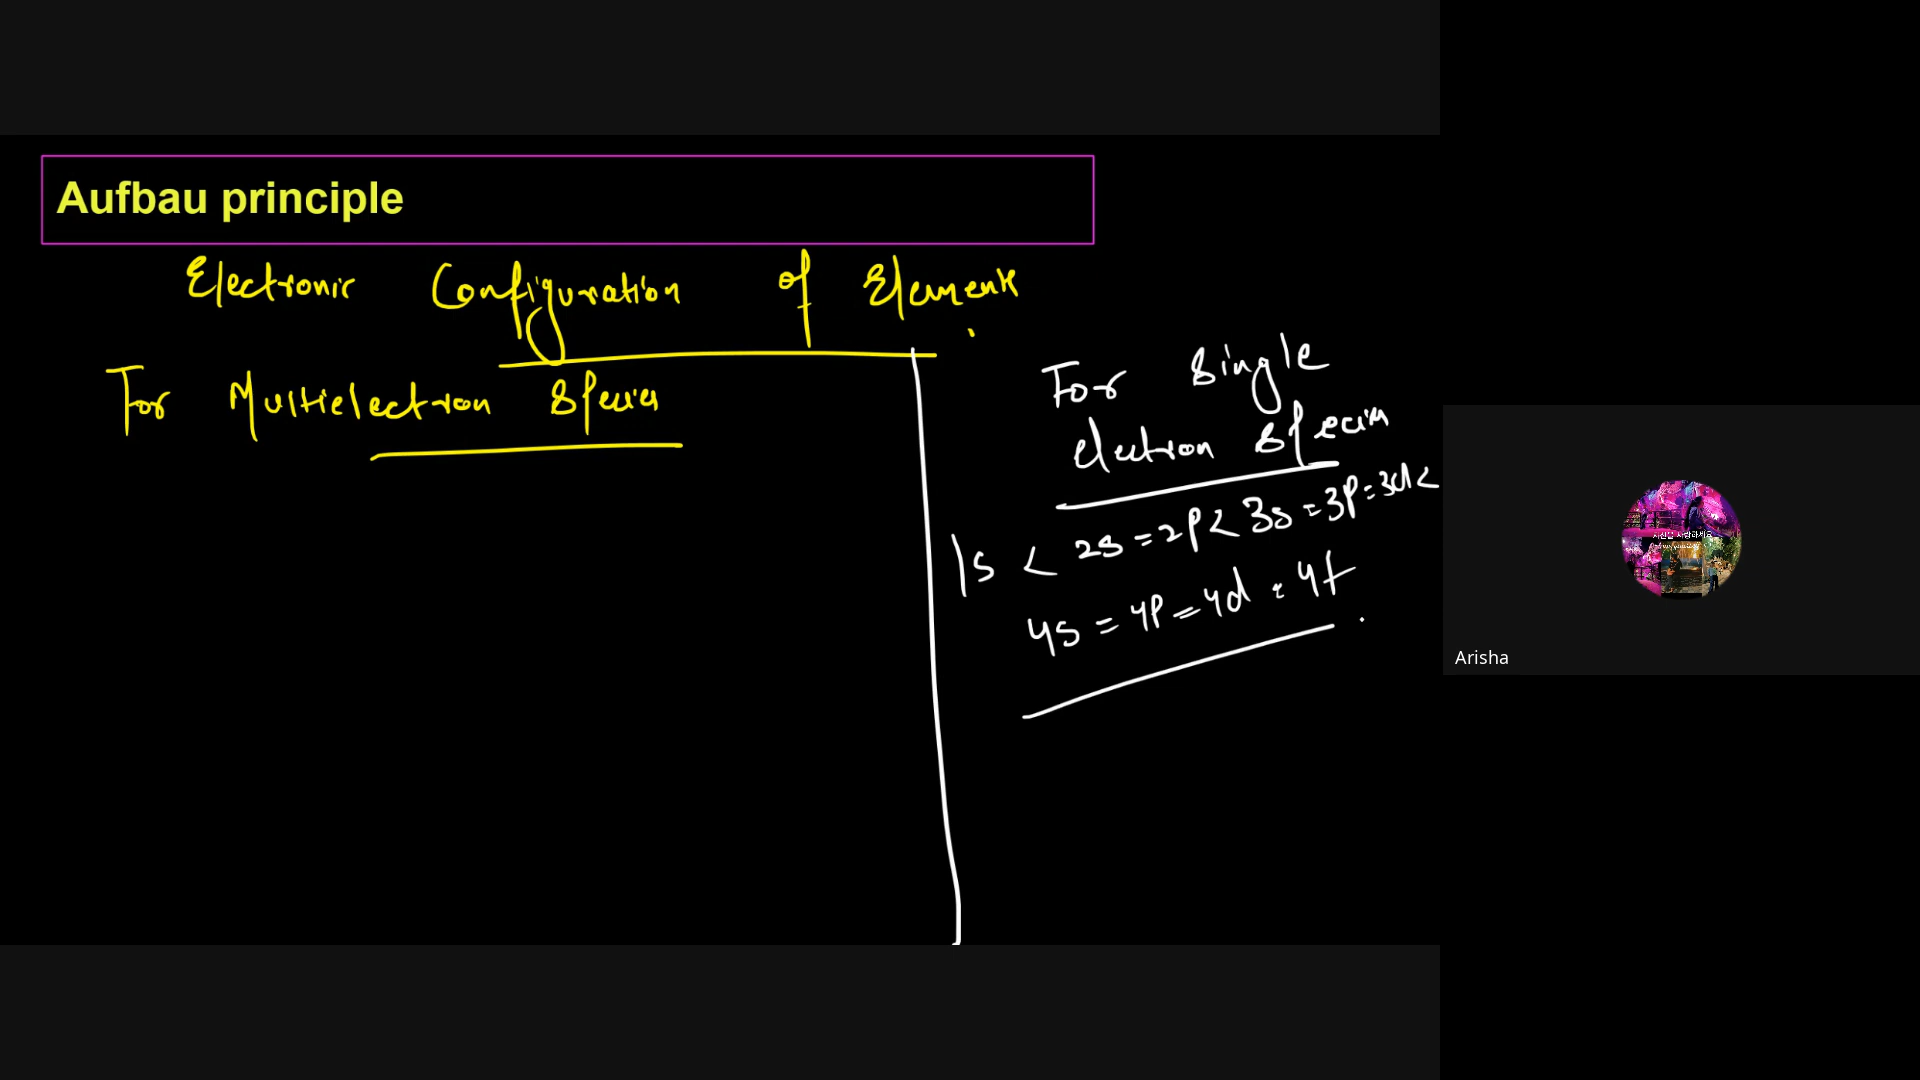 Aufbau principle
Electronic Configuration of Elements
For Multielectron Species
For Single
electron Species
1s < 2s = 2p < 3s = 3p = 3d <
4s = 4p = 4d = 4f
Arisha